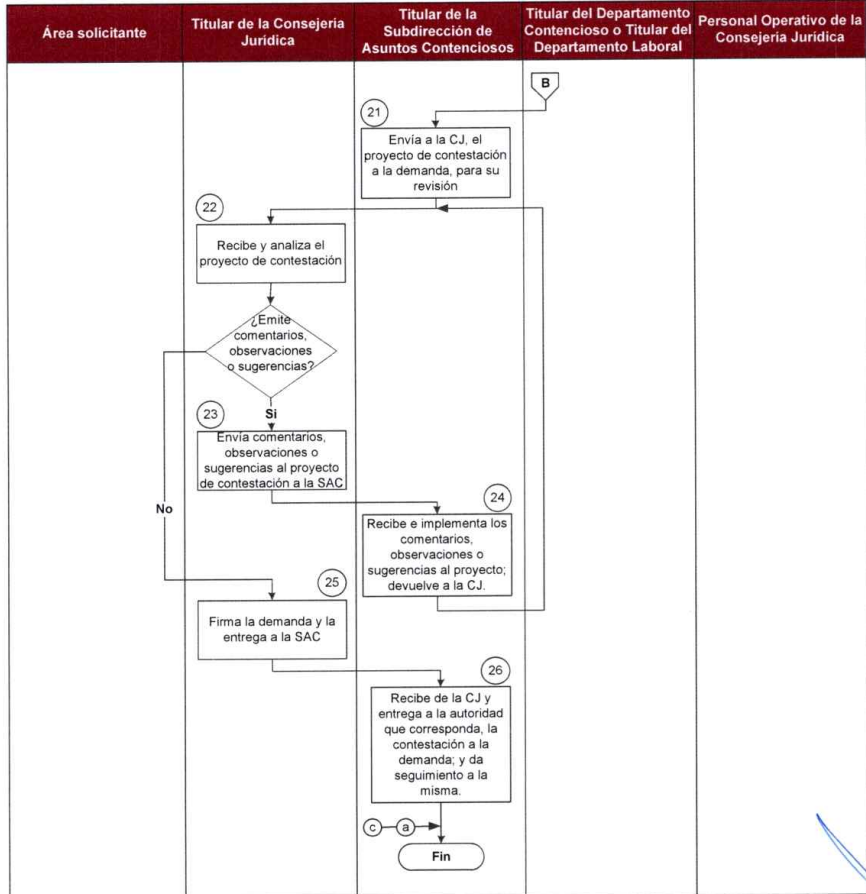 Área solicitante
Titular de la Consejería
Jurídica
Titular de la
Subdirección de
Asuntos Contenciosos
Titular del Departamento
Contencioso o Titular del
Departamento Laboral
Personal Operativo de la
Consejería Jurídica
B
21
Envía a la CJ, el
proyecto de contestación
a la demanda, para su
revisión
22
Recibe y analiza el
proyecto de contestación
¿Emite
comentarios,
observaciones
o sugerencias?
Si
23
Envía comentarios,
observaciones o
sugerencias al proyecto
de contestación a la SAC
No
24
Recibe e implementa los
comentarios,
observaciones o
sugerencias al proyecto;
devuelve a la CJ.
25
Firma la demanda y la
entrega a la SAC
26
Recibe de la CJ y
entrega a la autoridad
que corresponda, la
contestación a la
demanda; y da
seguimiento a la
misma.
c
a
Fin